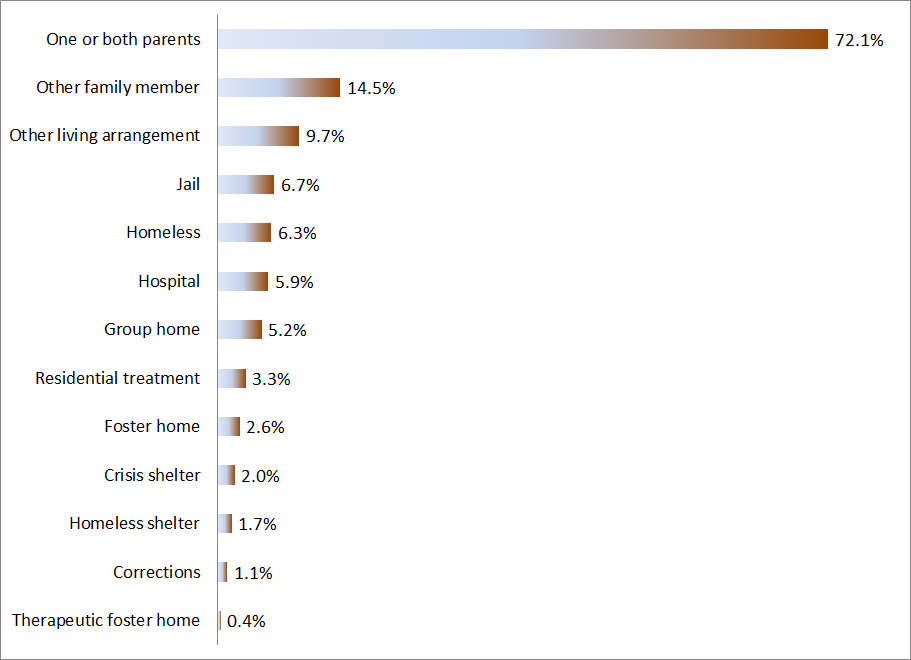 One or both parents 72.1%
Other family member 14.5%
Other living arrangement 9.7%
Jail 6.7%
Homeless 6.3%
Hospital 5.9%
Group home 5.2%
Residential treatment 3.3%
Foster home 2.6%
Crisis shelter 2.0%
Homeless shelter 1.7%
Corrections 1.1%
Therapeutic foster home 0.4%